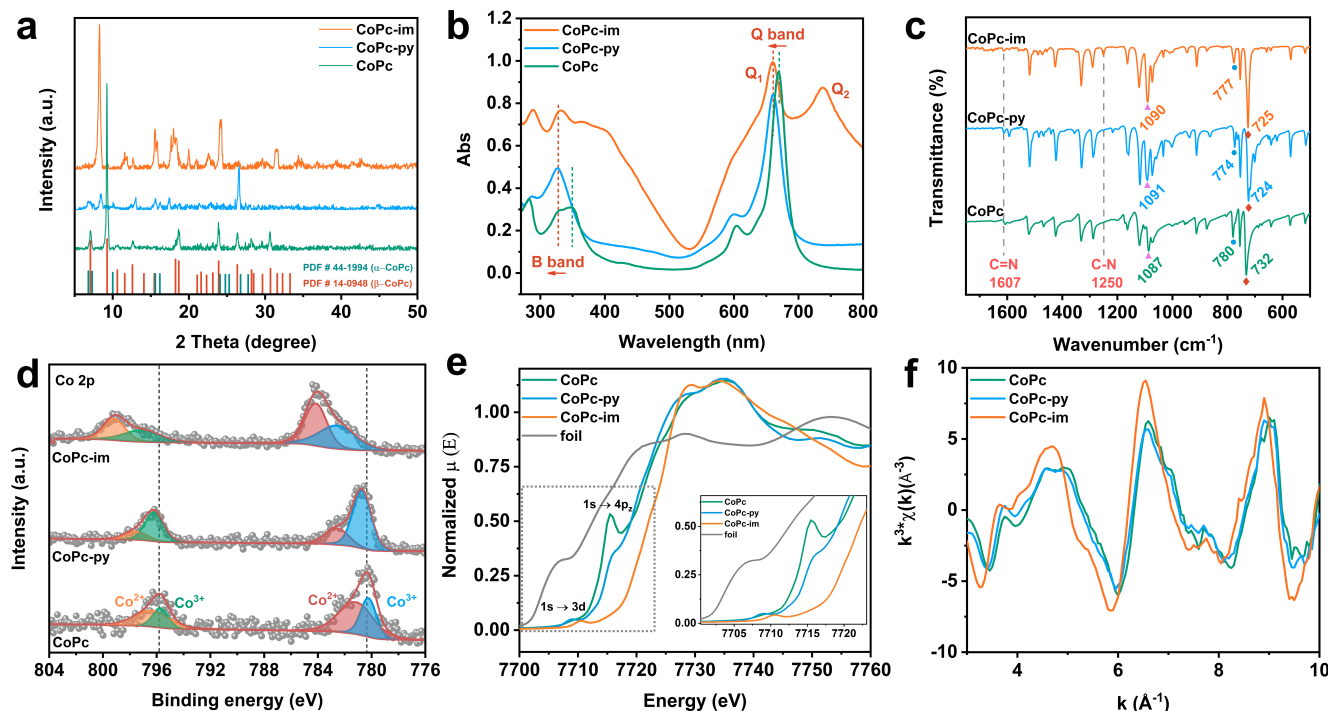 a
CoPc-im
CoPc-py
CoPc
Intensity (a.u.)
PDF # 44-1994 (α-CoPc)
PDF # 14-0948 (β-CoPc)
10 20 30 40 50
2 Theta (degree)
b
CoPc-im
CoPc-py
CoPc
Q band
Q1
Q2
B band
Abs
0.0
0.2
0.4
0.6
0.8
1.0
1.2
300 400 500 600 700 800
Wavelength (nm)
c
CoPc-im
777
1090
725
CoPc-py
774
1091
724
CoPc
780
1087
732
C=N
1607
C-N
1250
Transmittance (%)
1600 1400 1200 1000 800 600
Wavenumber (cm-1)
d
Co 2p
CoPc-im
CoPc-py
Co2+
Co3+
Co2+
Co3+
CoPc
Intensity (a.u.)
804 800 796 792 788 784 780 776
Binding energy (eV)
e
CoPc
CoPc-py
CoPc-im
foil
1s → 4pz
1s → 3d
CoPc
CoPc-py
CoPc-im
foil
0.50
0.25
0.00
7705 7710 7715 7720
Normalized μ (E)
0.00
0.25
0.50
0.75
1.00
7700 7710 7720 7730 7740 7750 7760
Energy (eV)
f
CoPc
CoPc-py
CoPc-im
k3*χ(k)(Å-3)
-10
-5
0
5
10
4 6 8 10
k (Å-1)